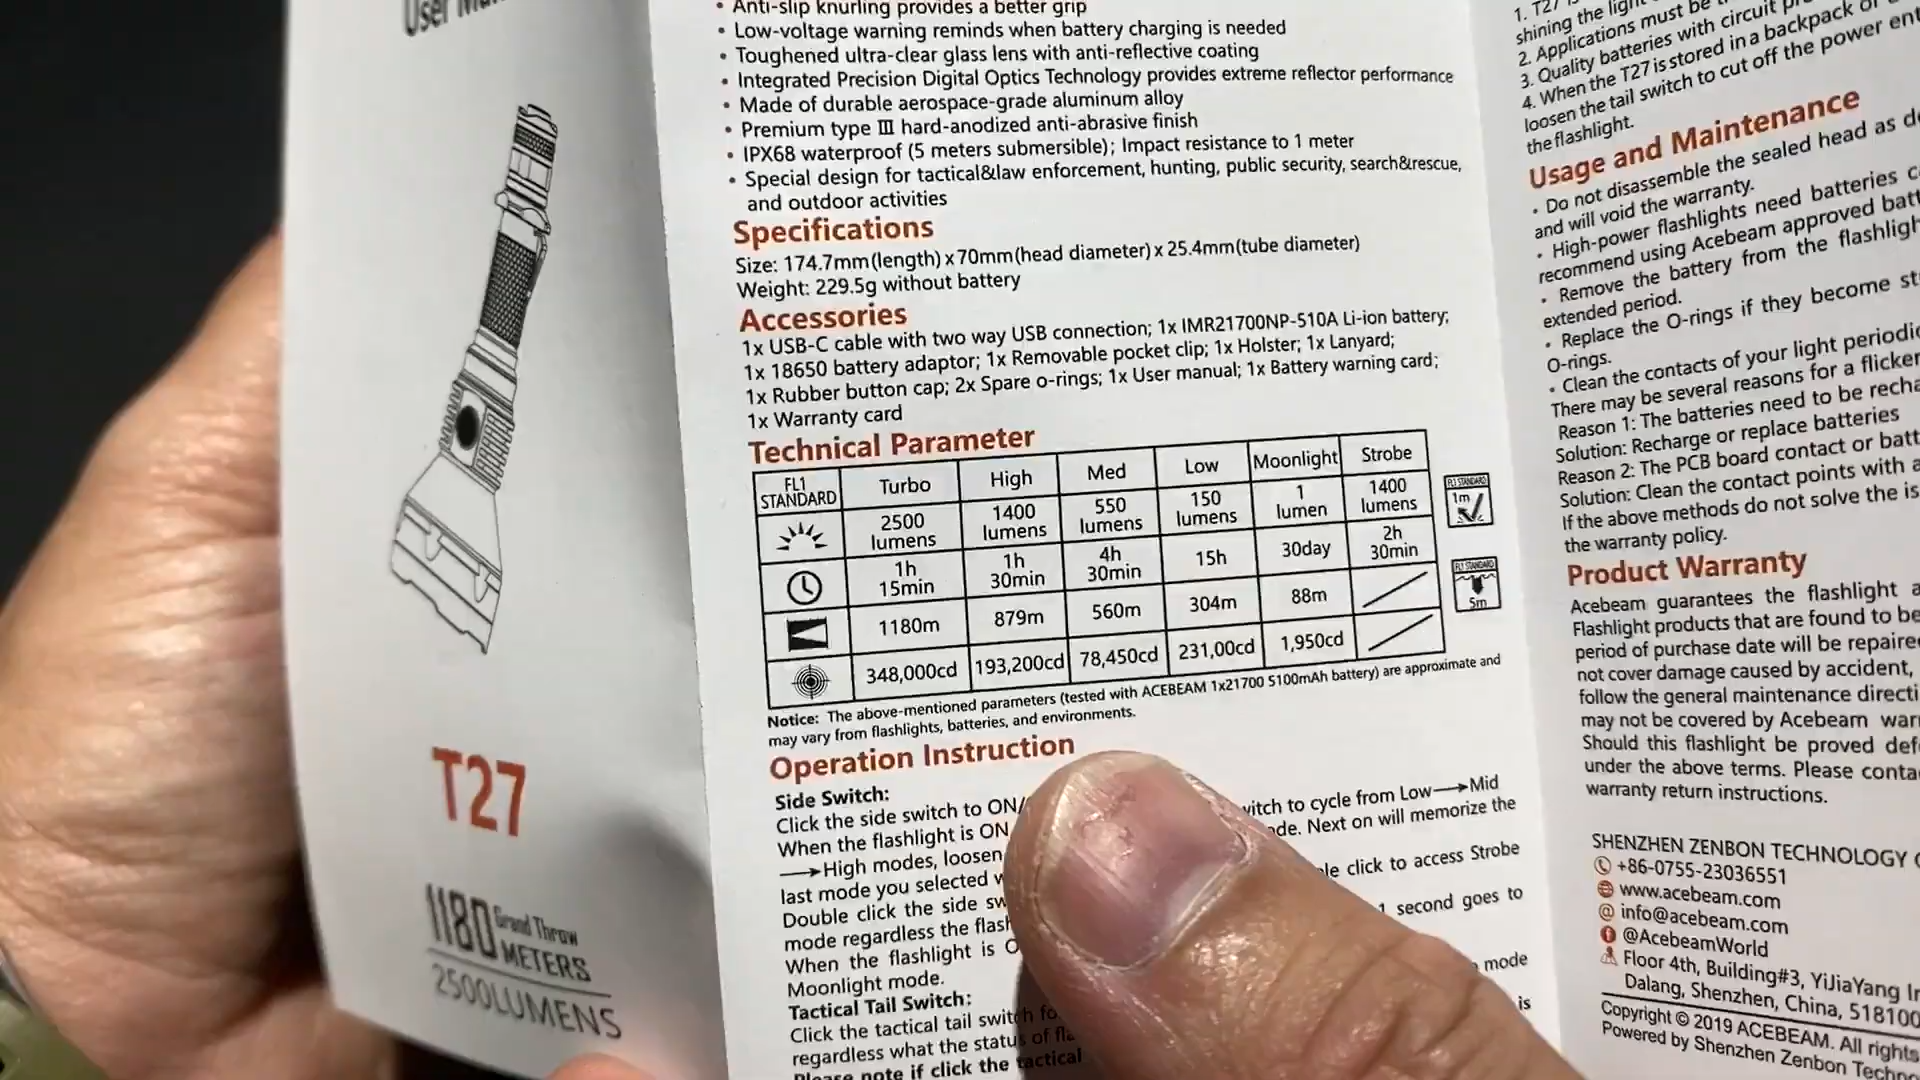 User
T27
1180 Grand Throw
METERS
2500LUMENS
• Anti-slip knurling provides a better grip
• Low-voltage warning reminds when battery charging is needed
• Toughened ultra-clear glass lens with anti-reflective coating
• Integrated Precision Digital Optics Technology provides extreme reflector performance
• Made of durable aerospace-grade aluminum alloy
• Premium type III hard-anodized anti-abrasive finish
• IPX68 waterproof (5 meters submersible); Impact resistance to 1 meter
• Special design for tactical&law enforcement, hunting, public security, search&rescue,
and outdoor activities
Specifications
Size: 174.7mm(length) x 70mm(head diameter) x 25.4mm(tube diameter)
Weight: 229.5g without battery
Accessories
1x USB-C cable with two way USB connection; 1x IMR21700NP-510A Li-ion battery;
1x 18650 battery adaptor; 1x Removable pocket clip; 1x Holster; 1x Lanyard;
1x Rubber button cap; 2x Spare o-rings; 1x User manual; 1x Battery warning card;
1x Warranty card
Technical Parameter
FL1 STANDARD Turbo High Med Low Moonlight Strobe
2500 lumens 1400 lumens 550 lumens 150 lumens 1 lumen 1400 lumens
1h 15min 1h 30min 4h 30min 15h 30day 2h 30min
1180m 879m 560m 304m 88m
348,000cd 193,200cd 78,450cd 231,00cd 1,950cd
FL1 STANDARD
1m
FL1 STANDARD
5m
Notice: The above-mentioned parameters (tested with ACEBEAM 1x21700 5100mAh battery) are approximate and
may vary from flashlights, batteries, and environments.
Operation Instruction
Side Switch:
Click the side switch to ON/
When the flashlight is ON witch to cycle from Low→Mid
→High modes, loosen de. Next on will memorize the
last mode you selected
Double click the side sw le click to access Strobe
mode regardless the flash
When the flashlight is 1 second goes to
Moonlight mode.
Tactical Tail Switch:
Click the tactical tail switch fo mode
regardless what the status of fla is
Please note if click the tactical
1. T27 is
shining the light
2. Applications must be
3. Quality batteries with circuit
4. When the T27 is stored in a backpack or
loosen the tail switch to cut off the power
the flashlight.
Usage and Maintenance
• Do not disassemble the sealed head as
and will void the warranty.
• High-power flashlights need batteries
recommend using Acebeam approved
• Remove the battery from the
extended period.
• Replace the O-rings if they become
O-rings.
• Clean the contacts of your light
There may be several reasons for a
Reason 1: The batteries need to be
Solution: Recharge or replace batteries
Reason 2: The PCB board contact or
Solution: Clean the contact points with a
If the above methods do not solve the
the warranty policy.
Product Warranty
Acebeam guarantees the flashlight
Flashlight products that are found to be
period of purchase date will be
not cover damage caused by accident,
follow the general maintenance
may not be covered by Acebeam
Should this flashlight be proved
under the above terms. Please
warranty return instructions.
SHENZHEN ZENBON TECHNOLOGY
+86-0755-23036551
www.acebeam.com
@ info@acebeam.com
@AcebeamWorld
Floor 4th, Building#3, YiJiaYang
Dalang, Shenzhen, China, 518100
Copyright © 2019 ACEBEAM. All rights
Powered by Shenzhen Zenbon